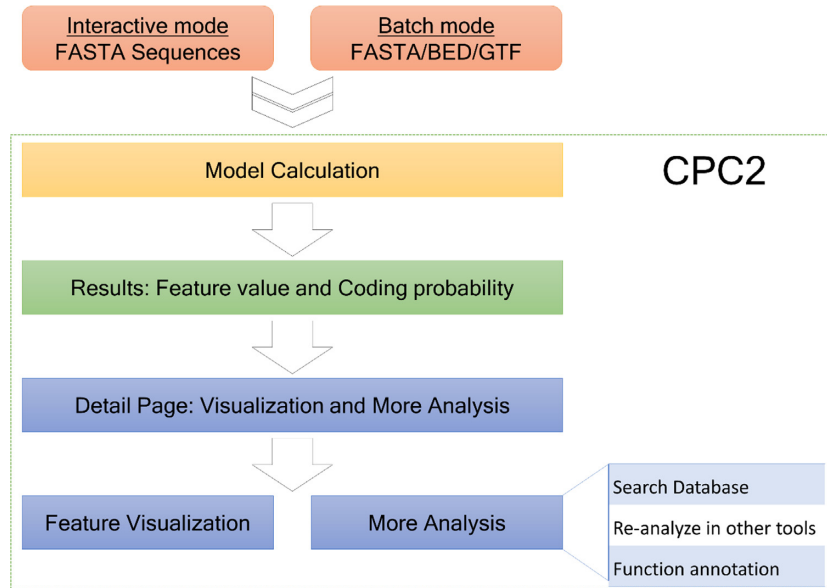 Interactive mode
FASTA Sequences
Batch mode
FASTA/BED/GTF
CPC2
Model Calculation
Results: Feature value and Coding probability
Detail Page: Visualization and More Analysis
Feature Visualization
More Analysis
Search Database
Re-analyze in other tools
Function annotation